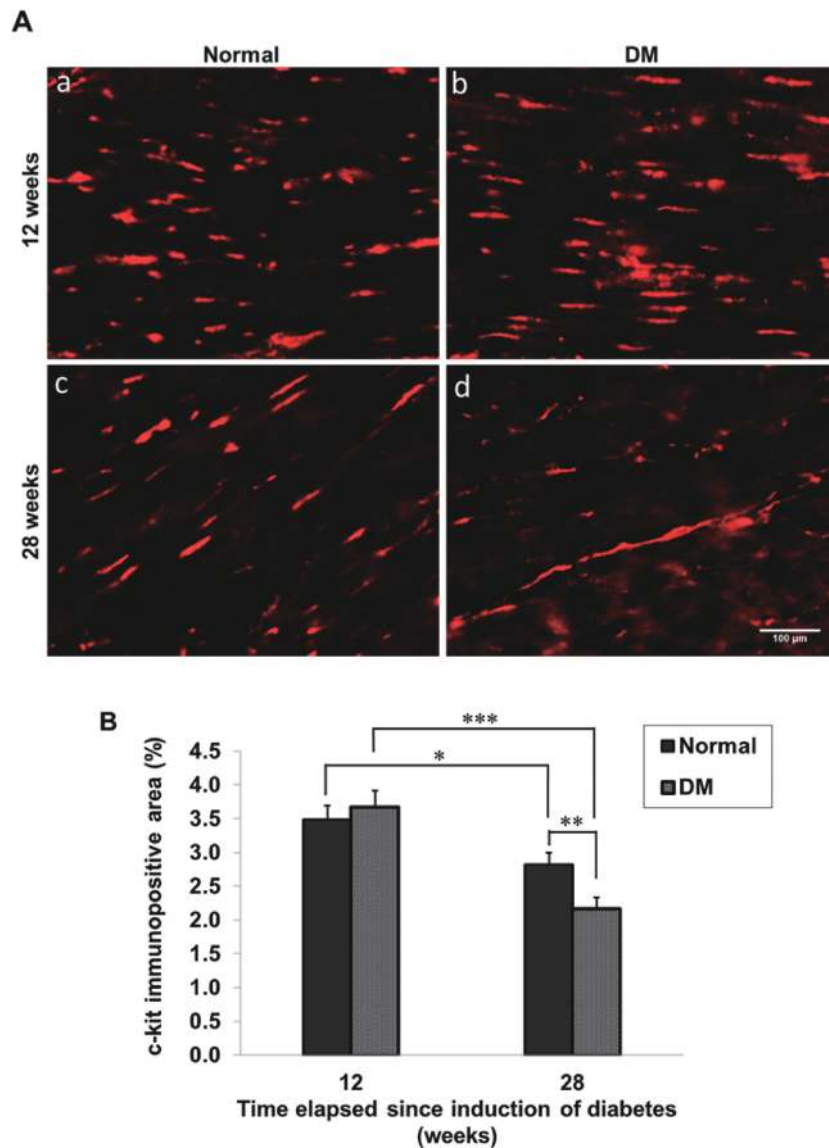 A
Normal
DM
12 weeks
a
b
28 weeks
c
d
100 µm
B
c-kit immunopositive area (%)
4.5
4.0
3.5
3.0
2.5
2.0
1.5
1.0
0.5
0.0
*
***
**
Normal
DM
12
28
Time elapsed since induction of diabetes
(weeks)